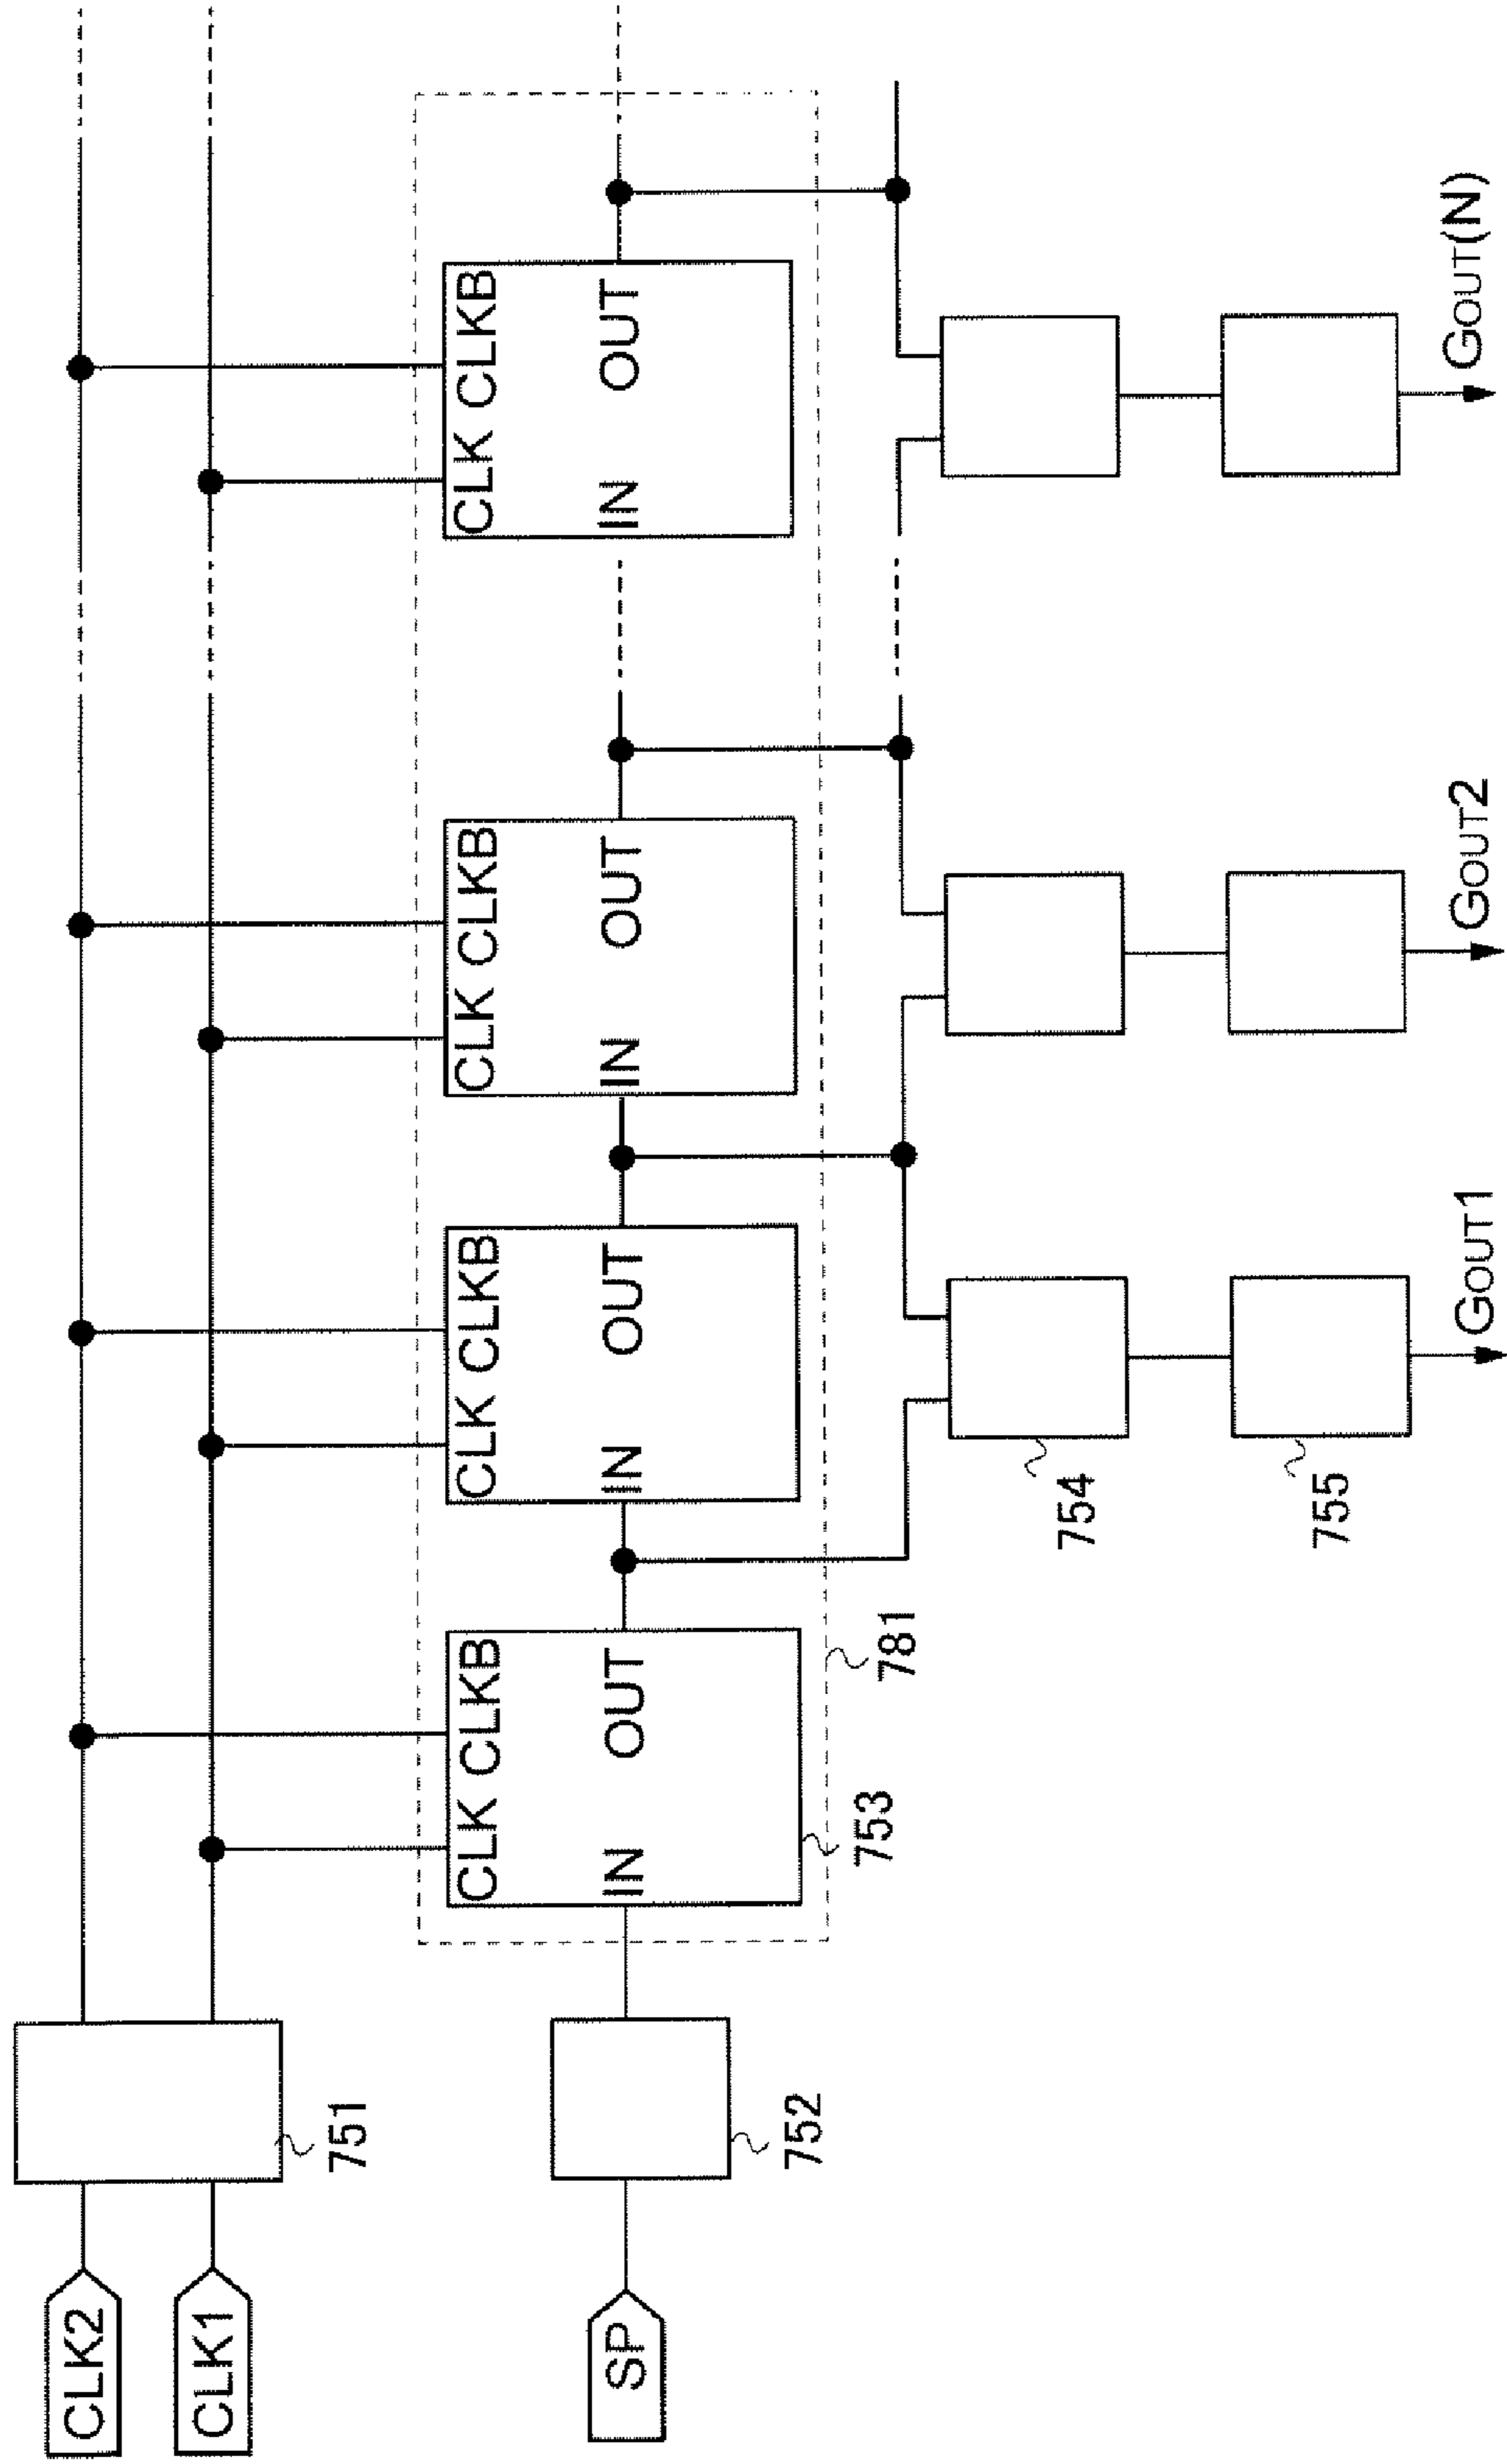 CLK2
CLK1
SP
751
752
CLK CLKB
IN OUT
753
781
CLK CLKB
IN OUT
CLK CLKB
IN OUT
CLK CLKB
IN OUT
754
755
GOUT1
GOUT2
GOUT(N)